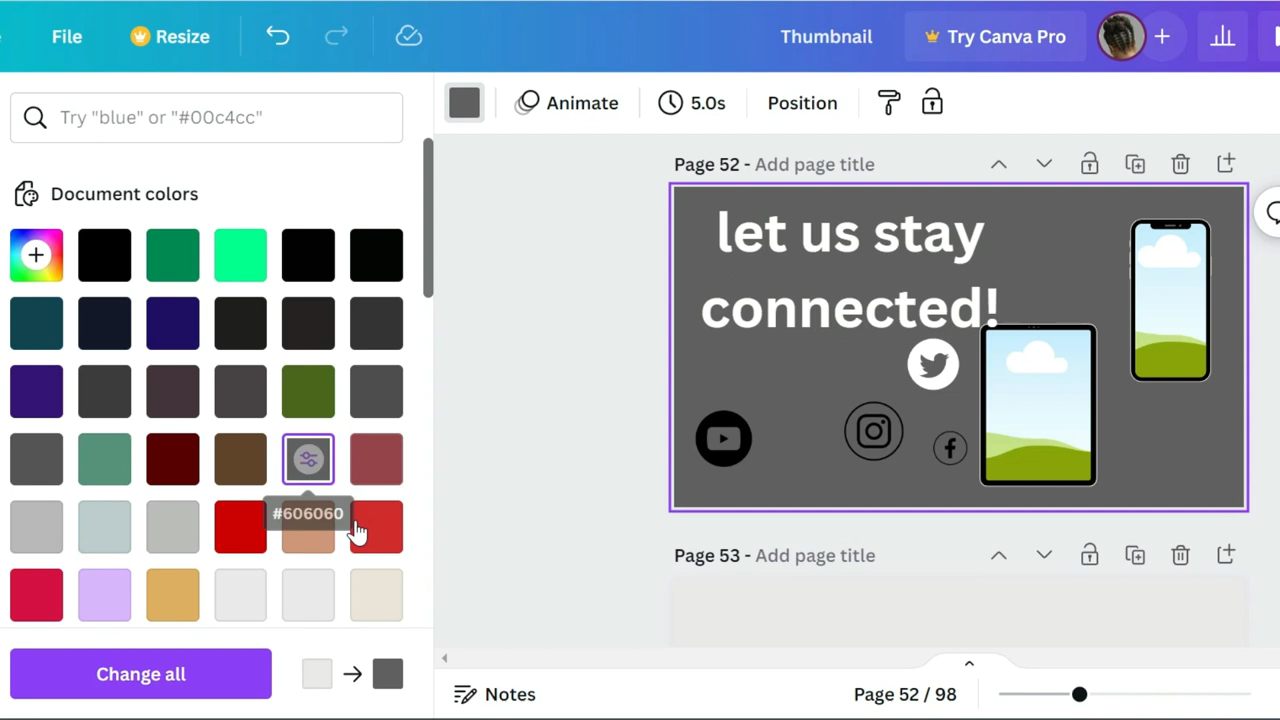 File
Resize
Thumbnail
Try Canva Pro
Try "blue" or "#00c4cc"
Animate
5.0s
Position
Document colors
Page 52 - Add page title
let us stay
connected!
#606060
Page 53 - Add page title
Change all
Notes
Page 52 / 98